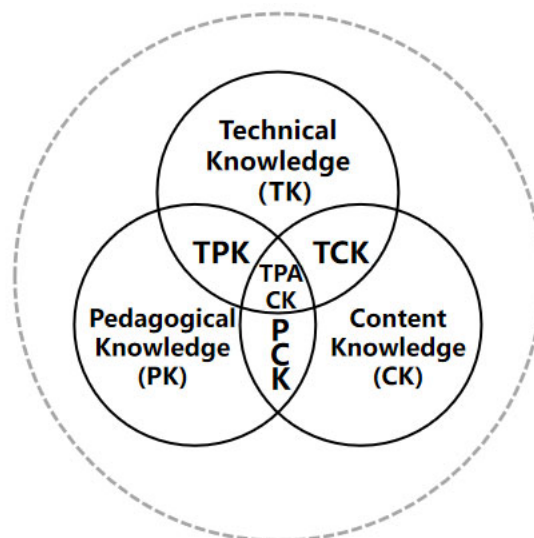 Technical
Knowledge
(TK)
TPK
TCK
TPA
CK
Pedagogical
Knowledge
(PK)
P
C
K
Content
Knowledge
(CK)